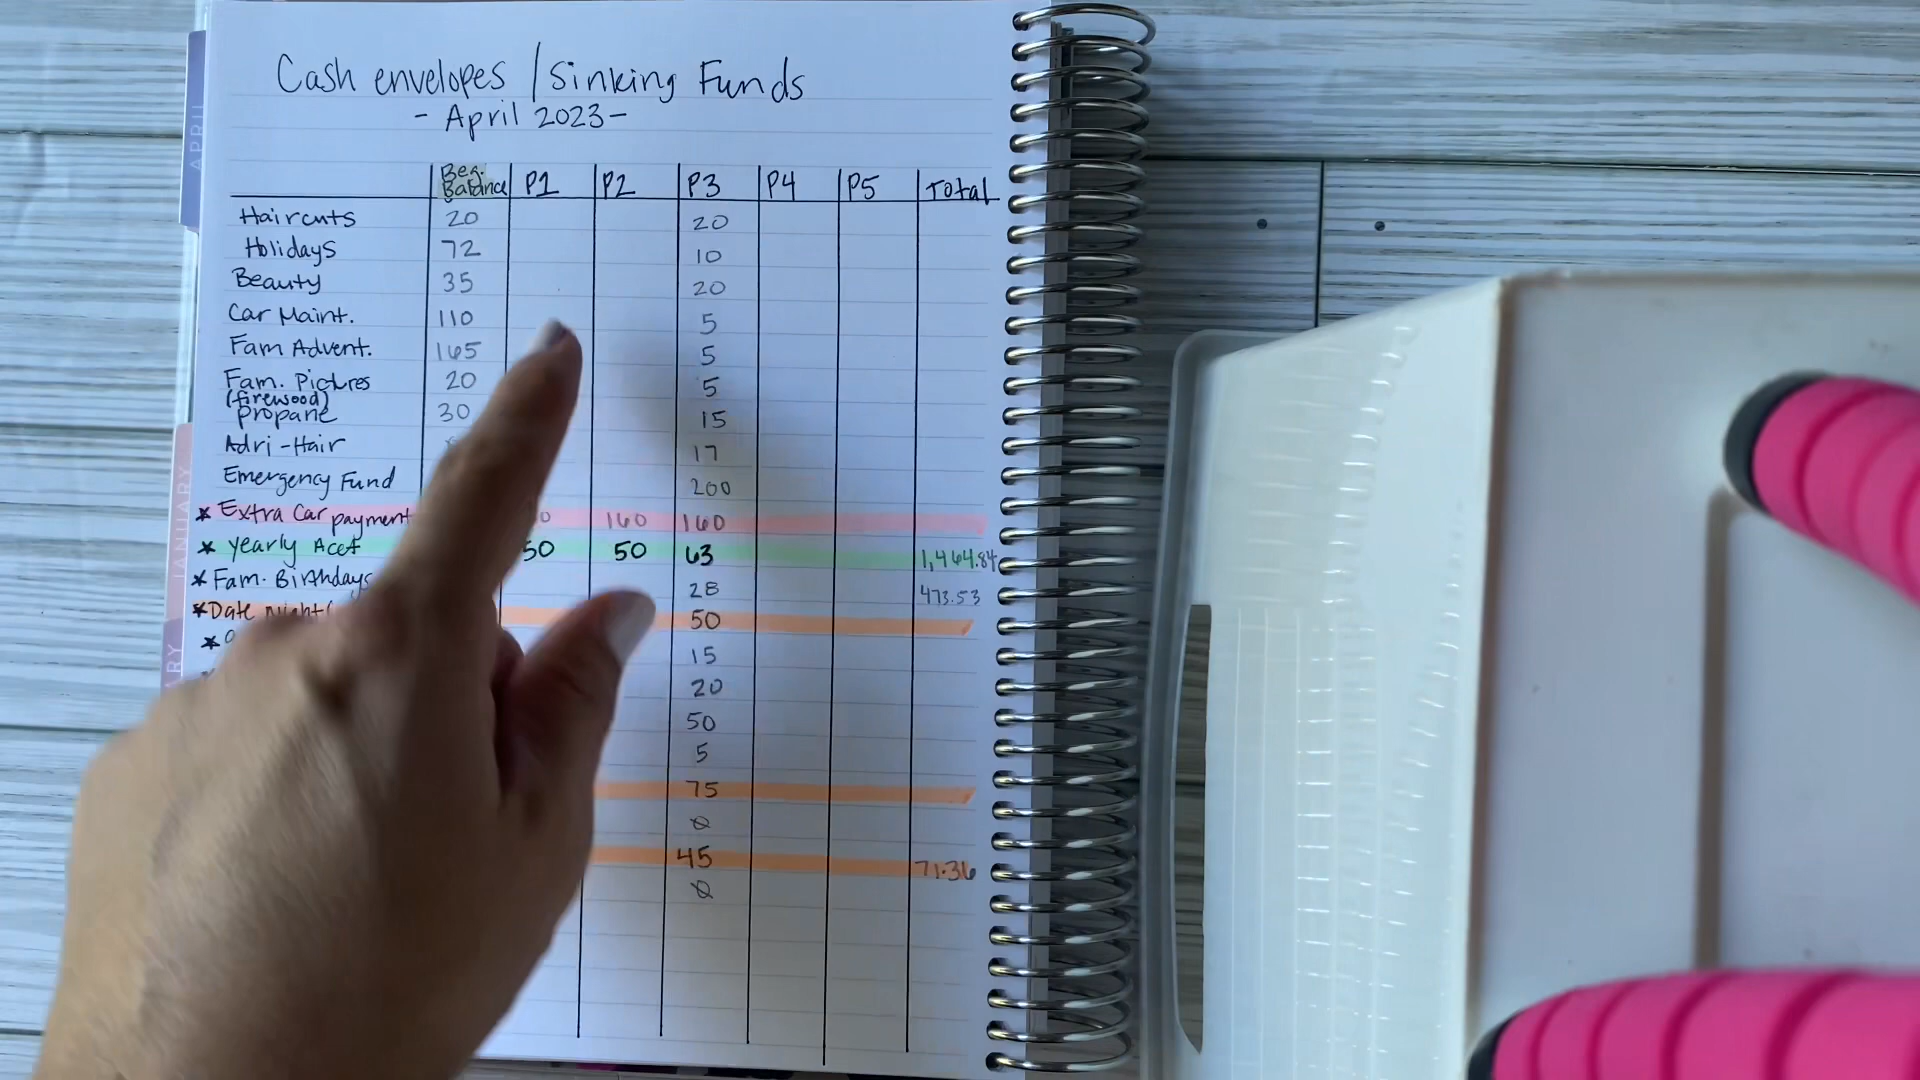 Cash envelopes / Sinking Funds
- April 2023 -
Beg. Balance P1 P2 P3 P4 P5 Total
Haircuts 20 20
Holidays 72 10
Beauty 35 20
Car Maint. 110 5
Fam Advent. 165 5
Fam. Pictures 20 5
(firewood)
propane 30 15
Adri-Hair 17
Emergency Fund 200
* Extra Car payment 160 160
* Yearly Acct 50 50 63 1,464.84
* Fam. Birthdays 28 473.53
* Date night 50
*
15
20
50
5
75
0
45 71.36
0
APRIL
JANUARY